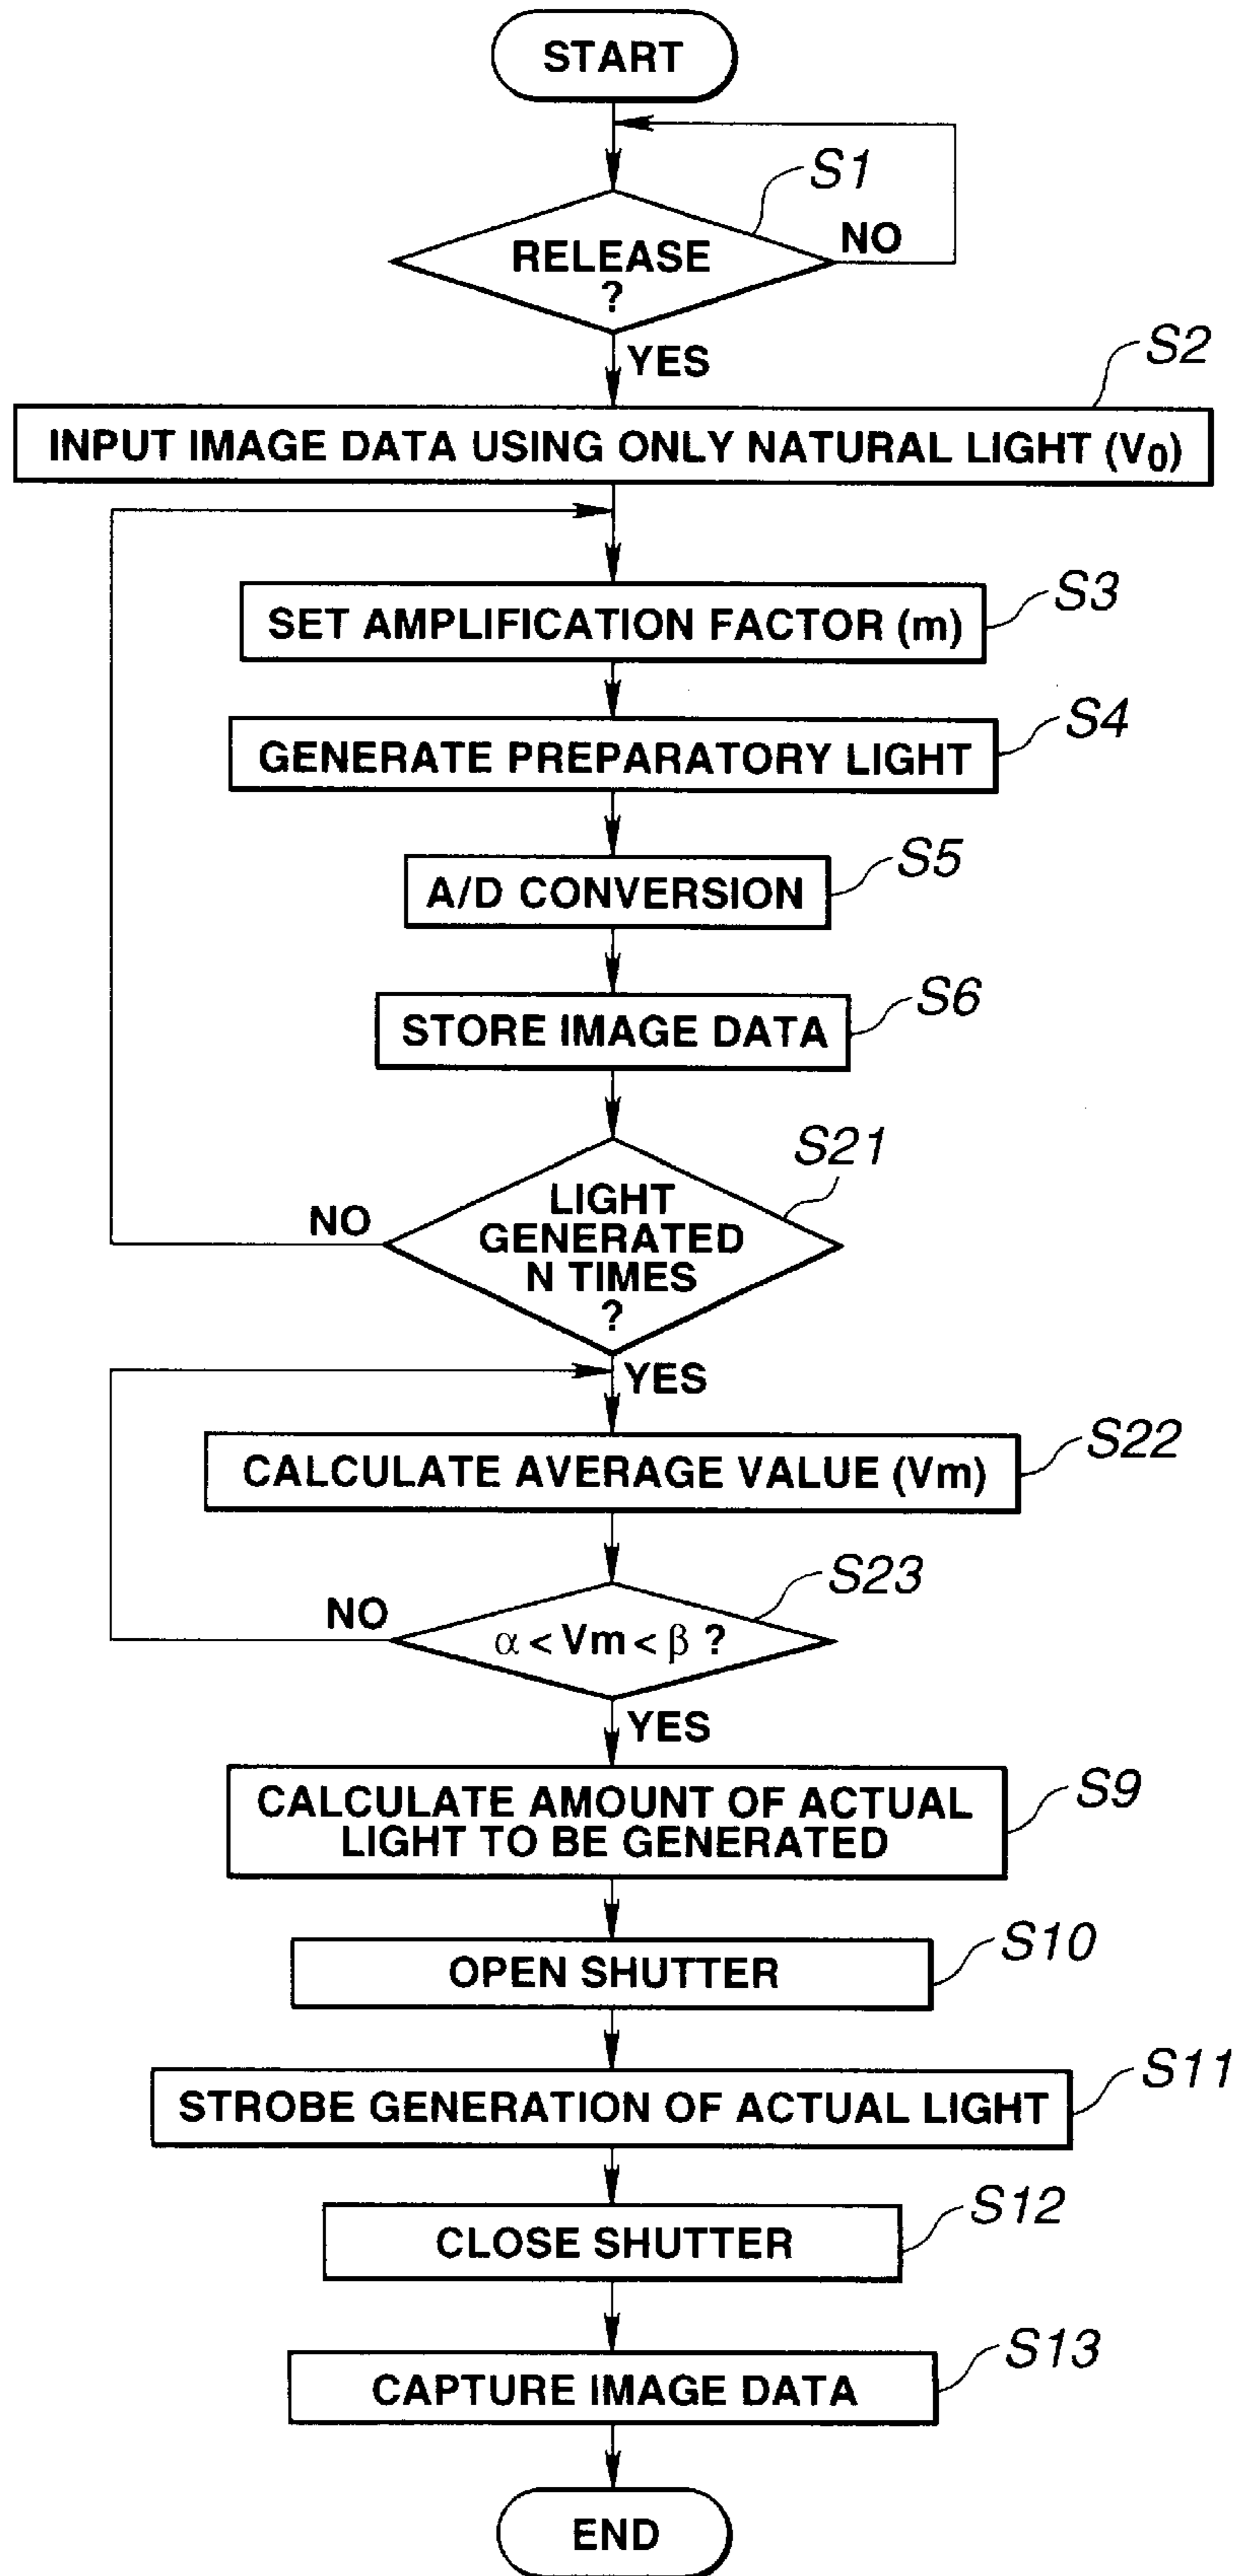 START
S1
RELEASE
?
NO
YES
S2
INPUT IMAGE DATA USING ONLY NATURAL LIGHT (V0)
S3
SET AMPLIFICATION FACTOR (m)
S4
GENERATE PREPARATORY LIGHT
S5
A/D CONVERSION
S6
STORE IMAGE DATA
S21
LIGHT
GENERATED
N TIMES
?
NO
YES
S22
CALCULATE AVERAGE VALUE (Vm)
S23
NO
α < Vm < β ?
YES
S9
CALCULATE AMOUNT OF ACTUAL
LIGHT TO BE GENERATED
S10
OPEN SHUTTER
S11
STROBE GENERATION OF ACTUAL LIGHT
S12
CLOSE SHUTTER
S13
CAPTURE IMAGE DATA
END